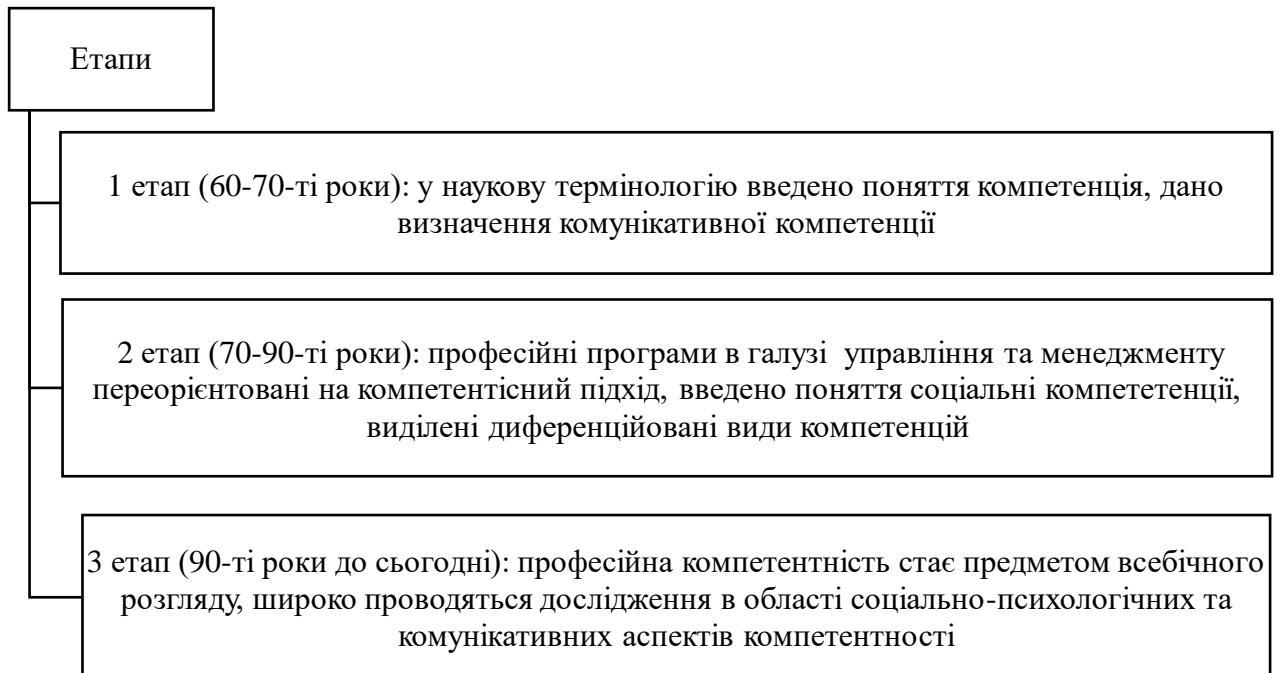 Етапи
1 етап (60-70-ті роки): у наукову термінологію введено поняття компетенція, дано
визначення комунікативної компетенції
2 етап (70-90-ті роки): професійні програми в галузі  управління та менеджменту
переорієнтовані на компетентісний підхід, введено поняття соціальні компететенції,
виділені диференційовані види компетенцій
3 етап (90-ті роки до сьогодні): професійна компетентність стає предметом всебічного
розгляду, широко проводяться дослідження в області соціально-психологічних та
комунікативних аспектів компетентності